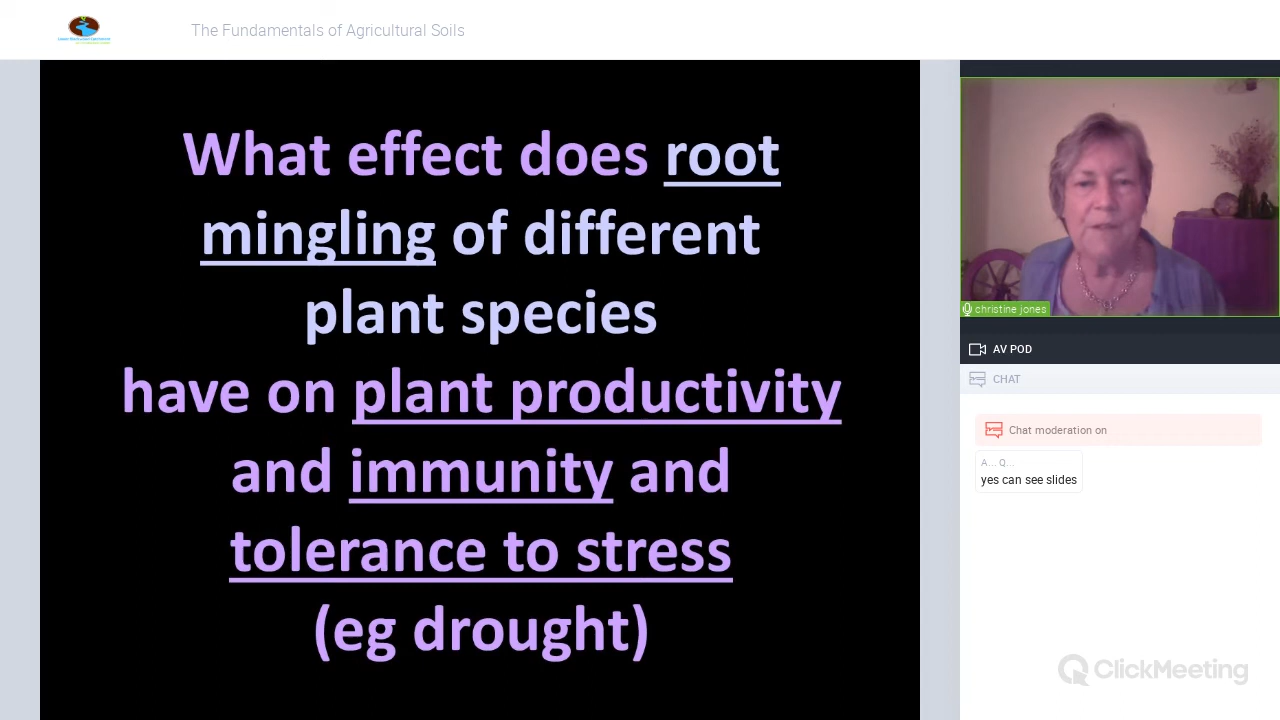 The Fundamentals of Agricultural Soils
What effect does root
mingling of different
plant species
have on plant productivity
and immunity and
tolerance to stress
(eg drought)
christine jones
AV POD
CHAT
Chat moderation on
A... Q...
yes can see slides
ClickMeeting